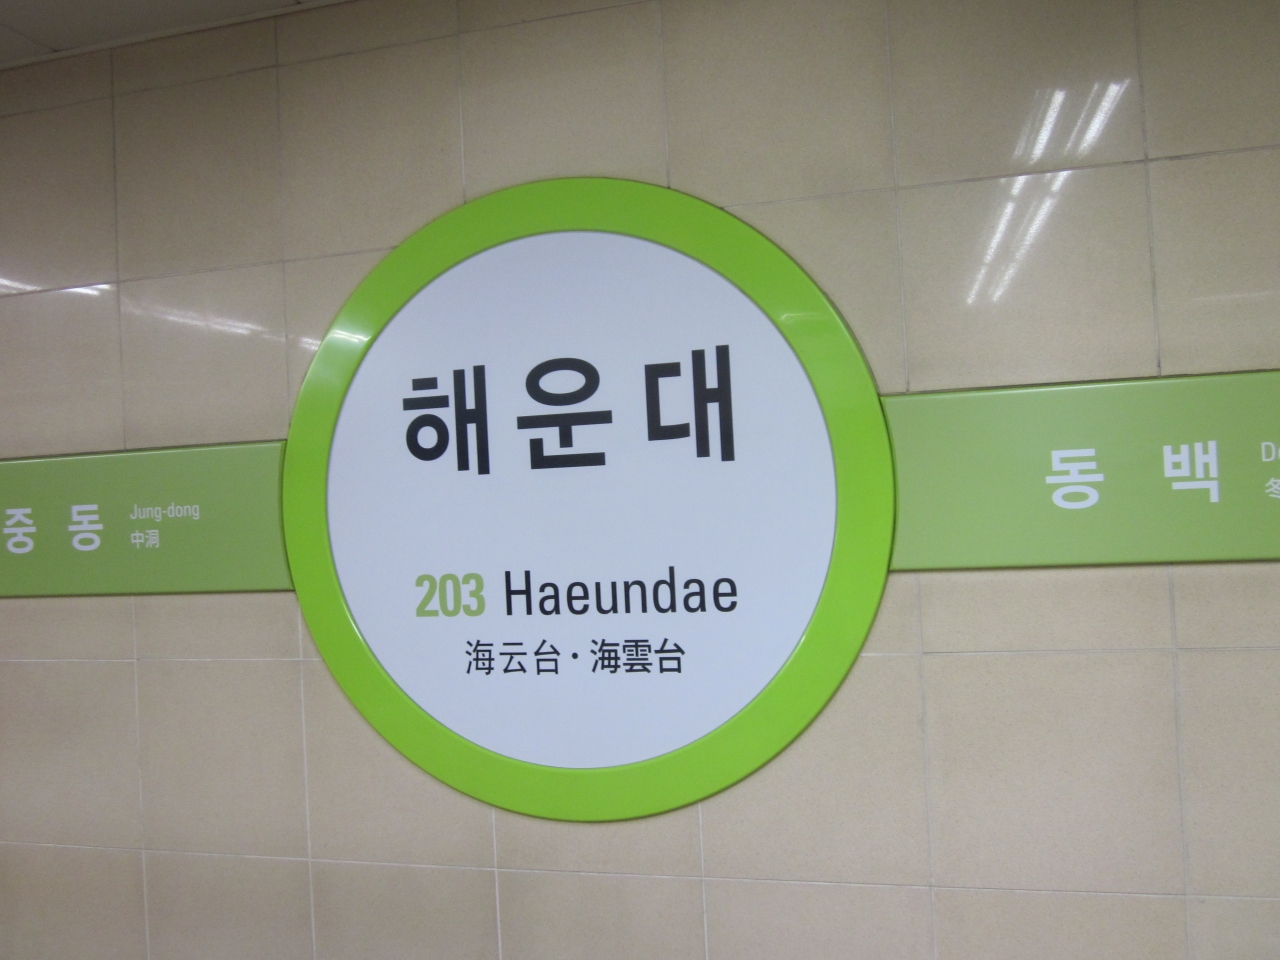 중동
Jung-dong
中洞
해운대
203 Haeundae
海云台·海雲台
동백